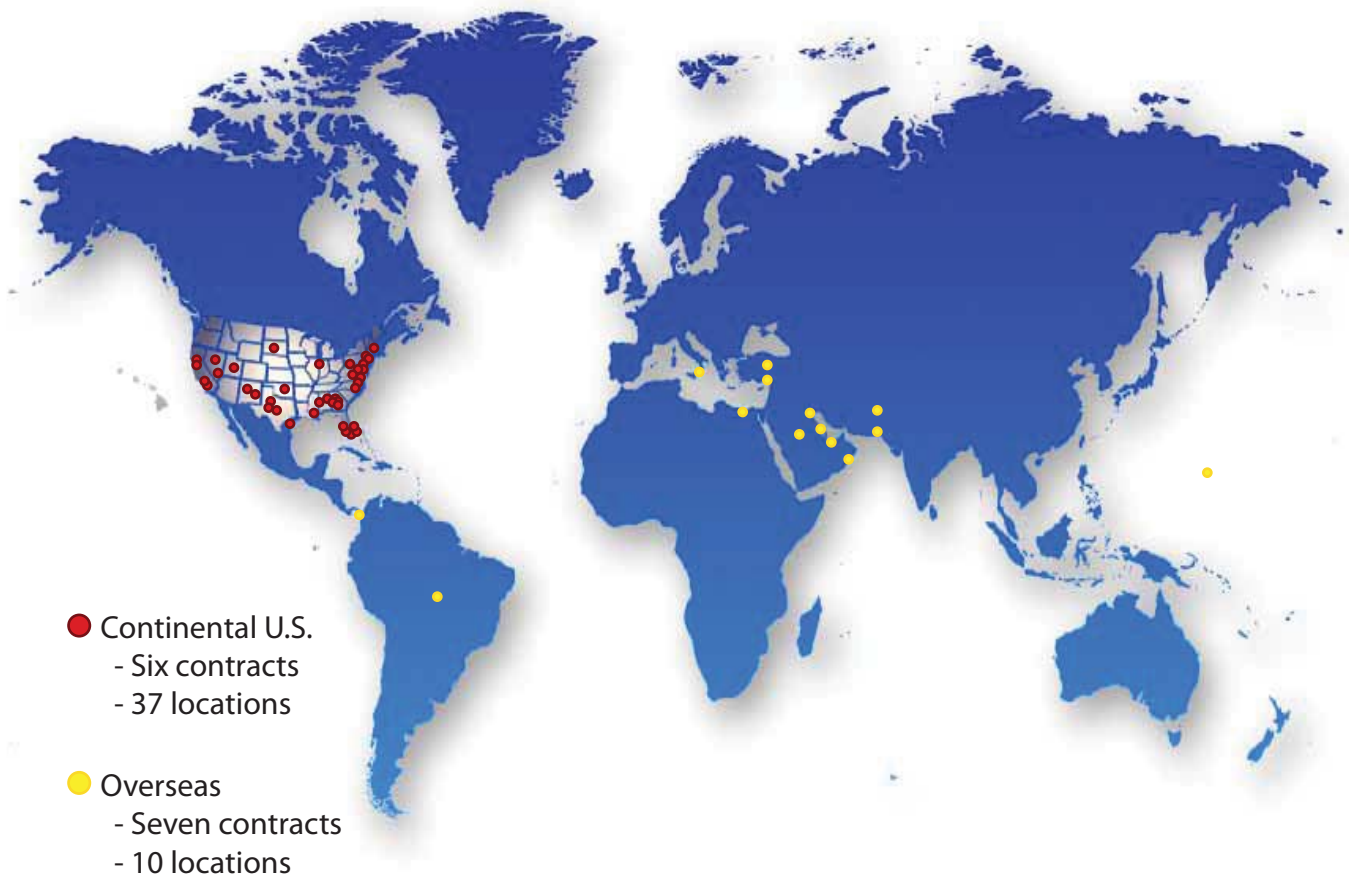 Continental U.S.
- Six contracts
- 37 locations
Overseas
- Seven contracts
- 10 locations